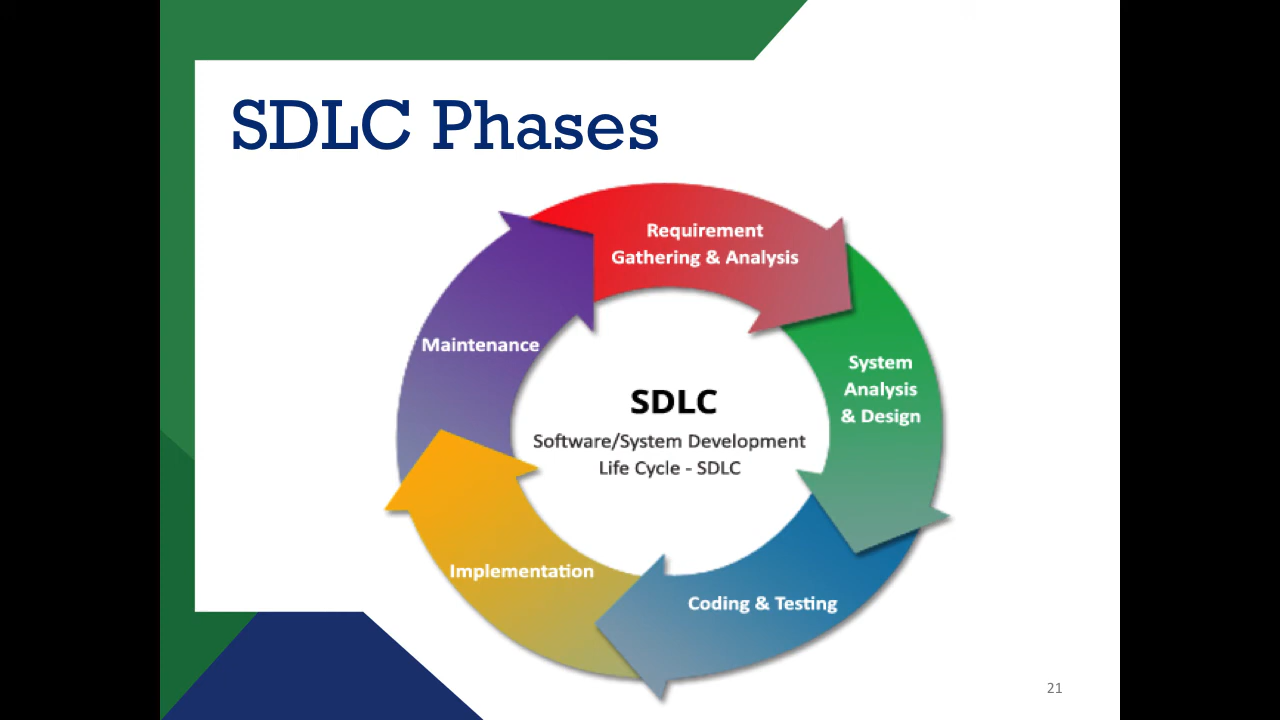 SDLC Phases
Requirement
Gathering & Analysis
System
Analysis
& Design
Coding & Testing
Implementation
Maintenance
SDLC
Software/System Development
Life Cycle - SDLC
21